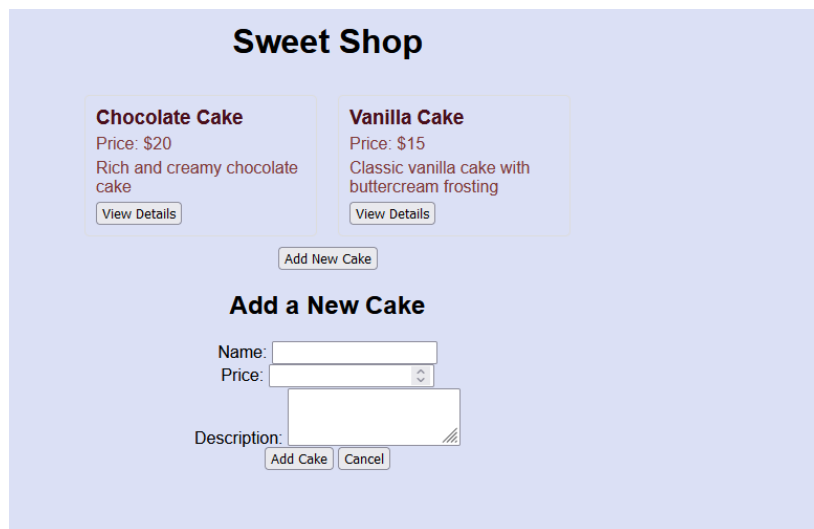 Sweet Shop
Chocolate Cake
Price: $20
Rich and creamy chocolate
cake
View Details
Vanilla Cake
Price: $15
Classic vanilla cake with
buttercream frosting
View Details
Add New Cake
Add a New Cake
Name:
Price:
Description:
Add Cake Cancel